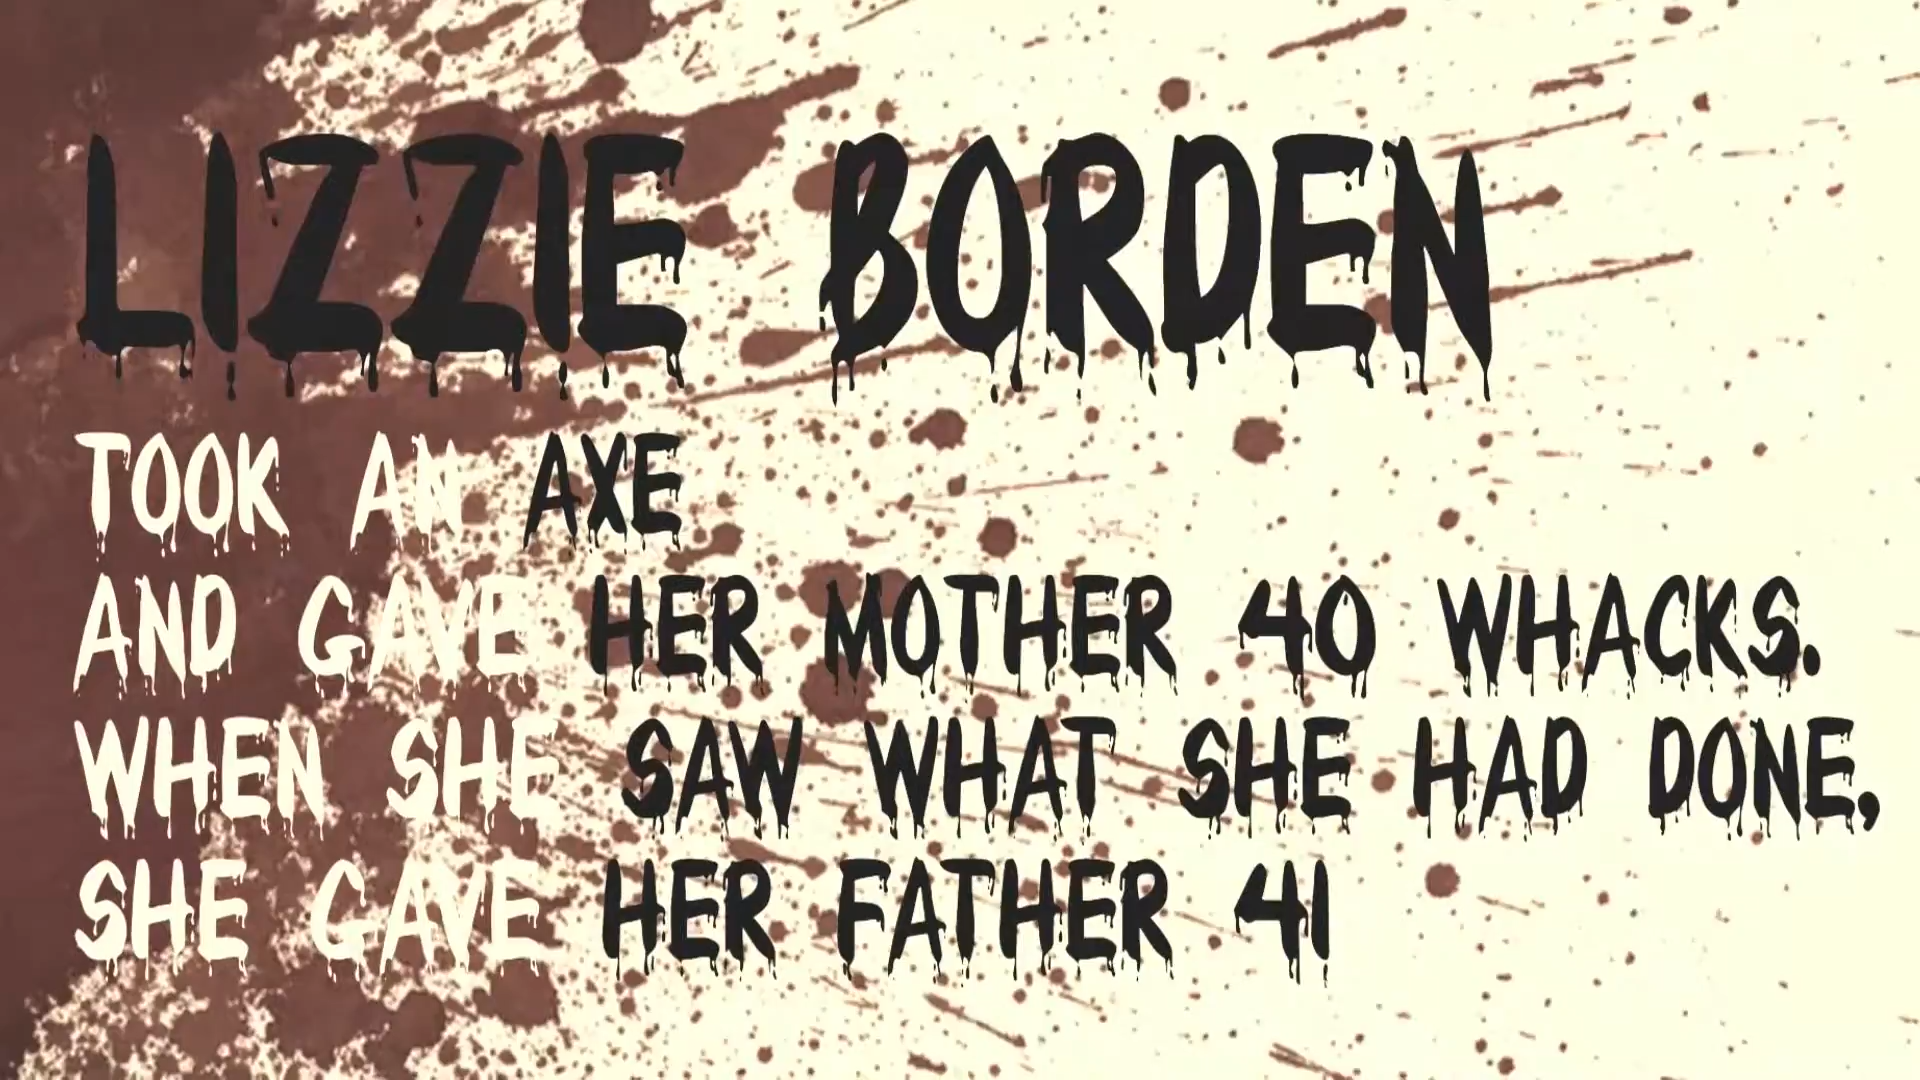 LIZZIE BORDEN
TOOK AN AXE
AND GAVE HER MOTHER 40 WHACKS.
WHEN SHE SAW WHAT SHE HAD DONE,
SHE GAVE HER FATHER 41